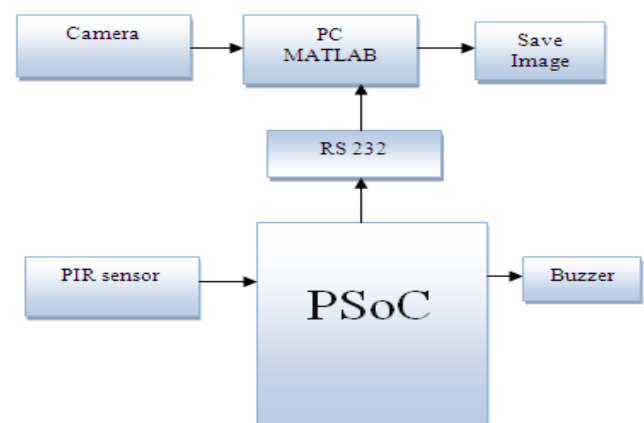 Camera
PC
MATLAB
Save
Image
RS 232
PIR sensor
PSoC
Buzzer